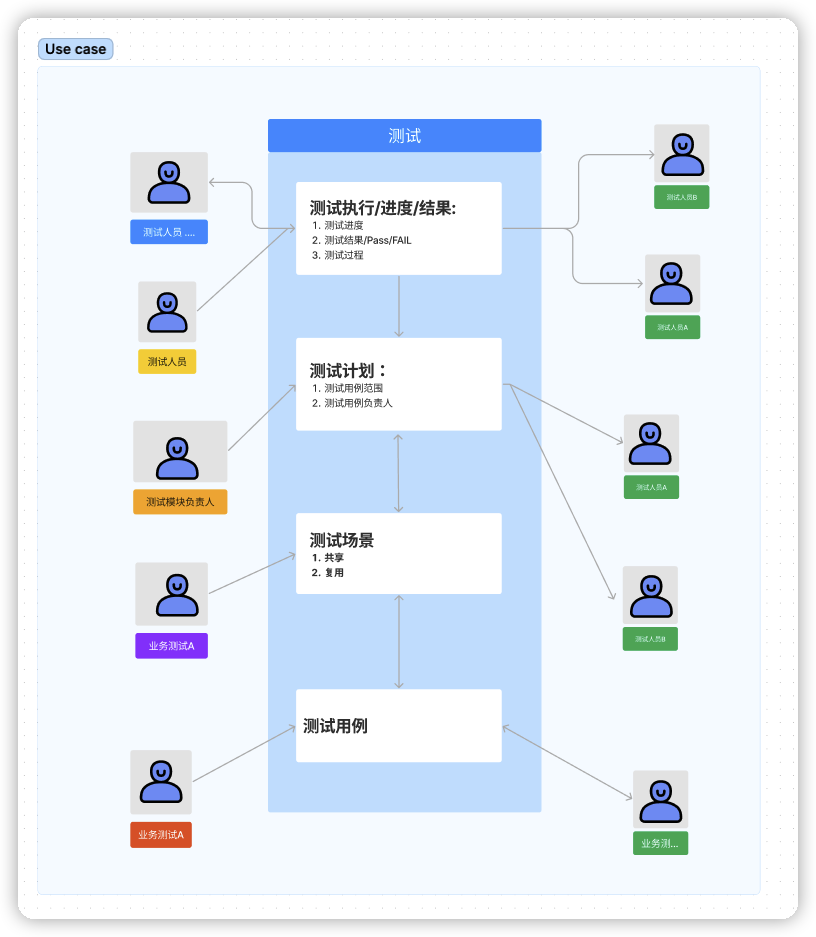 Use case
测试
测试人员 ....
测试人员
测试模块负责人
业务测试A
业务测试A
测试执行/进度/结果:
1. 测试进度
2. 测试结果/Pass/FAIL
3. 测试过程
测试计划：
1. 测试用例范围
2. 测试用例负责人
测试场景
1. 共享
2. 复用
测试用例
测试人员B
测试人员A
测试人员A
测试人员B
业务测...